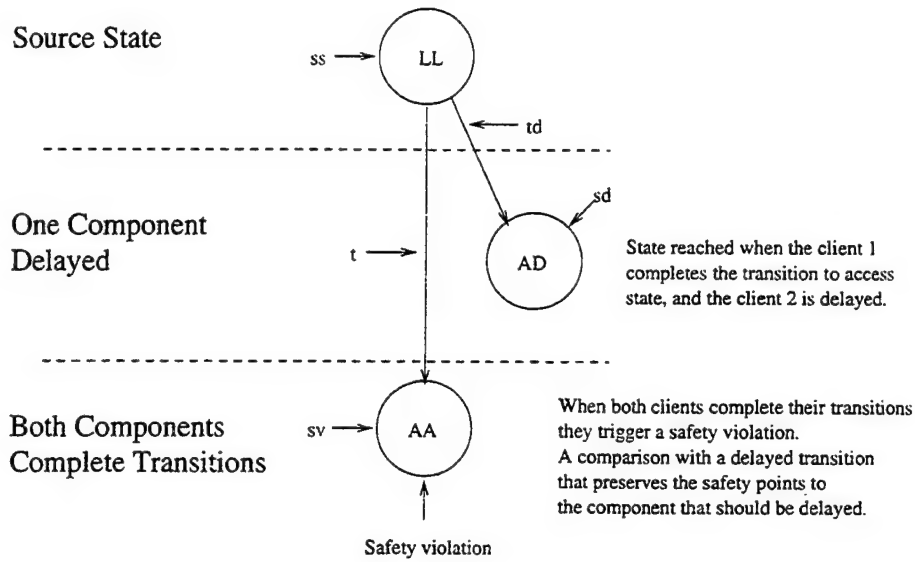 Source State
ss
LL
td
One Component
Delayed
sd
t
AD
State reached when the client 1
completes the transition to access
state, and the client 2 is delayed.
Both Components
Complete Transitions
sv
AA
When both clients complete their transitions
they trigger a safety violation.
A comparison with a delayed transition
that preserves the safety points to
the component that should be delayed.
Safety violation